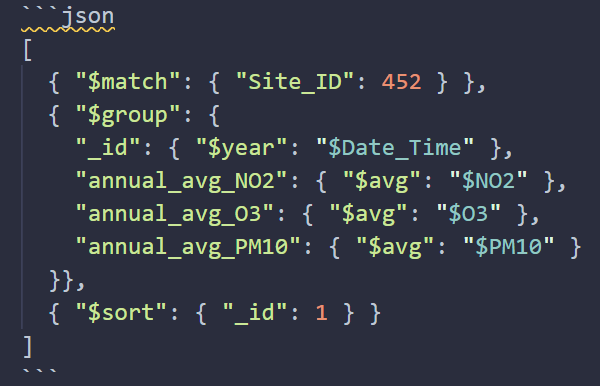 ```json
[
  { "$match": { "Site_ID": 452 } },
  { "$group": {
    "_id": { "$year": "$Date_Time" },
    "annual_avg_NO2": { "$avg": "$NO2" },
    "annual_avg_O3": { "$avg": "$O3" },
    "annual_avg_PM10": { "$avg": "$PM10" }
  }},
  { "$sort": { "_id": 1 } }
]
```